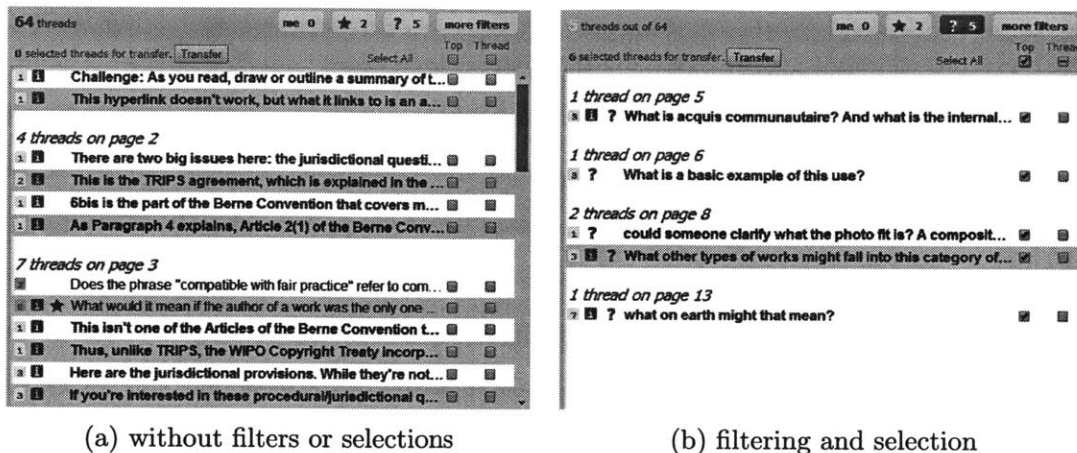 64 threads me 0 ★ 2 ? 5 more filters
0 selected threads for transfer. Transfer Select All Top Thread
1 i Challenge: As you read, draw or outline a summary of t...
1 i This hyperlink doesn't work, but what it links to is an a...
4 threads on page 2
1 i There are two big issues here: the jurisdictional questi...
2 i This is the TRIPS agreement, which is explained in the ...
1 i 6bis is the part of the Berne Convention that covers m...
1 i As Paragraph 4 explains, Article 2(1) of the Berne Conv...
7 threads on page 3
Does the phrase "compatible with fair practice" refer to com...
i ★ What would it mean if the author of a work was the only one ...
1 i This isn't one of the Articles of the Berne Convention t...
1 i Thus, unlike TRIPS, the WIPO Copyright Treaty incorp...
3 i Here are the jurisdictional provisions. While they're not...
3 i If you're interested in these procedural/jurisdictional q...
(a) without filters or selections
5 threads out of 64 me 0 ★ 2 ? 5 more filters
6 selected threads for transfer. Transfer Select All Top Threa
1 thread on page 5
i ? What is acquis communautaire? And what is the internal...
1 thread on page 6
? What is a basic example of this use?
2 threads on page 8
1 ? could someone clarify what the photo fit is? A composit...
3 i ? What other types of works might fall into this category of...
1 thread on page 13
7 i ? what on earth might that mean?
(b) filtering and selection